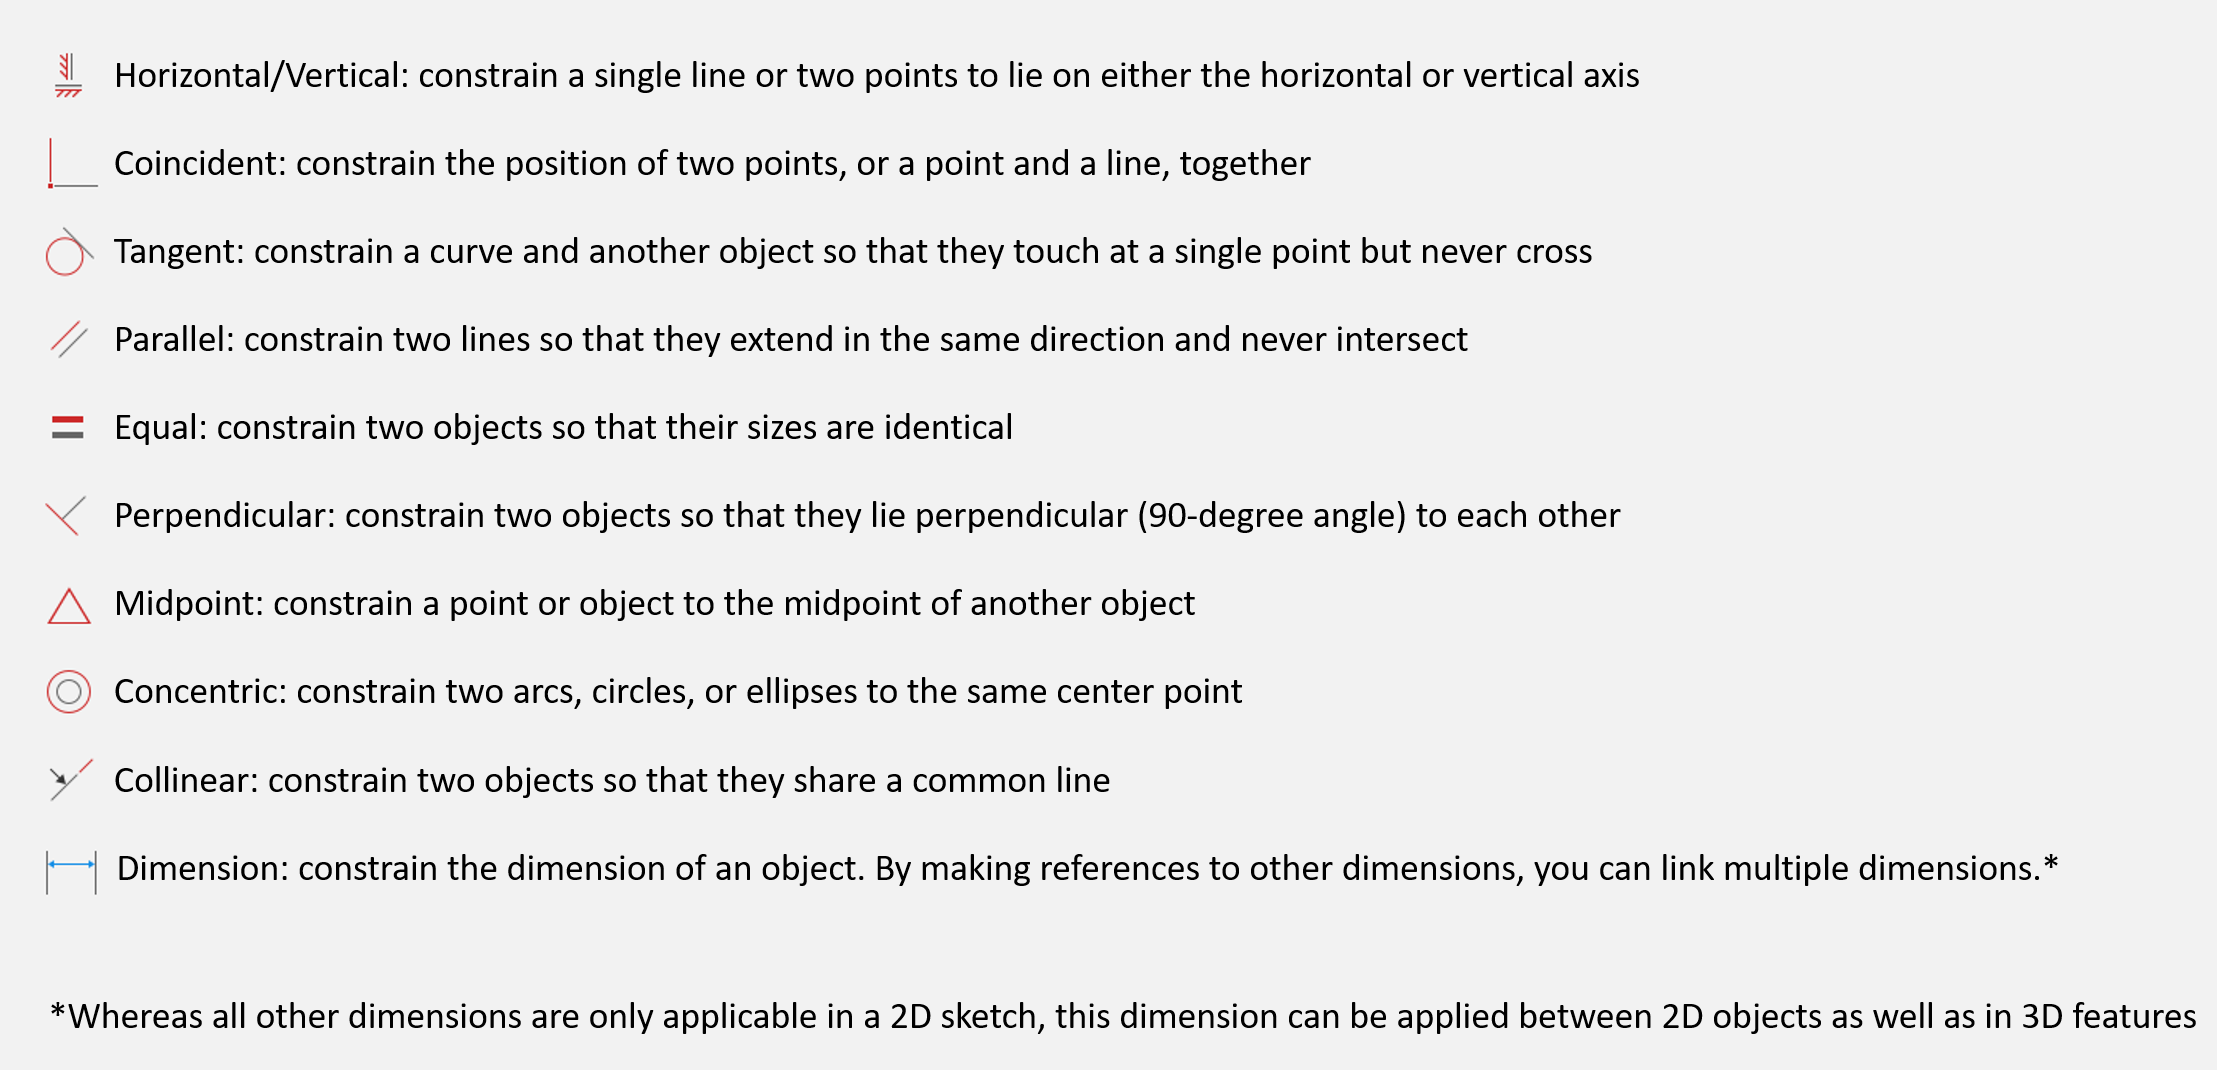 Horizontal/Vertical: constrain a single line or two points to lie on either the horizontal or vertical axis
Coincident: constrain the position of two points, or a point and a line, together
Tangent: constrain a curve and another object so that they touch at a single point but never cross
Parallel: constrain two lines so that they extend in the same direction and never intersect
Equal: constrain two objects so that their sizes are identical
Perpendicular: constrain two objects so that they lie perpendicular (90-degree angle) to each other
Midpoint: constrain a point or object to the midpoint of another object
Concentric: constrain two arcs, circles, or ellipses to the same center point
Collinear: constrain two objects so that they share a common line
Dimension: constrain the dimension of an object. By making references to other dimensions, you can link multiple dimensions.*
*Whereas all other dimensions are only applicable in a 2D sketch, this dimension can be applied between 2D objects as well as in 3D features